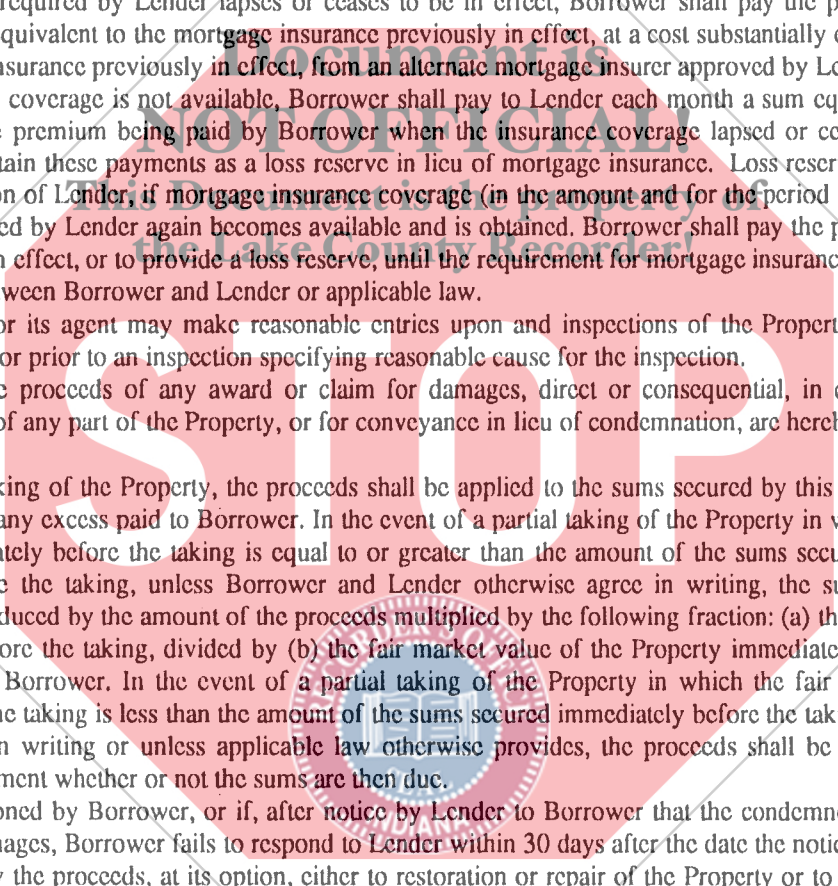 required by Lender lapses or ceases to be in effect, Borrower shall pay the p
quivalent to the mortgage insurance previously in effect, at a cost substantially
Document is
nsurance previously in effect, from an alternate mortgage insurer approved by Le
coverage is not available, Borrower shall pay to Lender each month a sum eq
NOT OFFICIAL!
premium being paid by Borrower when the insurance coverage lapsed or ce
tain these payments as a loss reserve in lieu of mortgage insurance. Loss reser
This Document is the property of
on of Lender, if mortgage insurance coverage (in the amount and for the period
ed by Lender again becomes available and is obtained. Borrower shall pay the p
the Lake County Recorder!
n effect, or to provide a loss reserve, until the requirement for mortgage insuranc
ween Borrower and Lender or applicable law.
or its agent may make reasonable entries upon and inspections of the Propert
or prior to an inspection specifying reasonable cause for the inspection.
e proceeds of any award or claim for damages, direct or consequential, in
of any part of the Property, or for conveyance in lieu of condemnation, are hereb
STOP
king of the Property, the proceeds shall be applied to the sums secured by this
any excess paid to Borrower. In the event of a partial taking of the Property in
ately before the taking is equal to or greater than the amount of the sums secu
e the taking, unless Borrower and Lender otherwise agree in writing, the su
duced by the amount of the proceeds multiplied by the following fraction: (a) th
ore the taking, divided by (b) the fair market value of the Property immediate
Borrower. In the event of a partial taking of the Property in which the fair
ne taking is less than the amount of the sums secured immediately before the tak
n writing or unless applicable law otherwise provides, the proceeds shall be
ment whether or not the sums are then due.
RECORDER'S OFFICE
INDIANA
oned by Borrower, or if, after notice by Lender to Borrower that the condemn
nages, Borrower fails to respond to Lender within 30 days after the date the notic
y the proceeds, at its option, either to restoration or repair of the Property or to